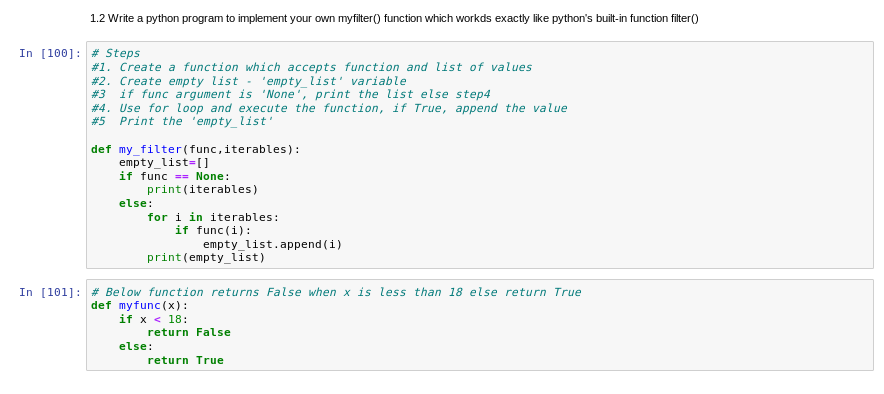 1.2 Write a python program to implement your own myfilter() function which workds exactly like python's built-in function filter()
In [100]: # Steps
#1. Create a function which accepts function and list of values
#2. Create empty list - 'empty_list' variable
#3  if func argument is 'None', print the list else step4
#4. Use for loop and execute the function, if True, append the value
#5  Print the 'empty_list'

def my_filter(func,iterables):
    empty_list=[]
    if func == None:
        print(iterables)
    else:
        for i in iterables:
            if func(i):
                empty_list.append(i)
        print(empty_list)
In [101]: # Below function returns False when x is less than 18 else return True
def myfunc(x):
    if x < 18:
        return False
    else:
        return True